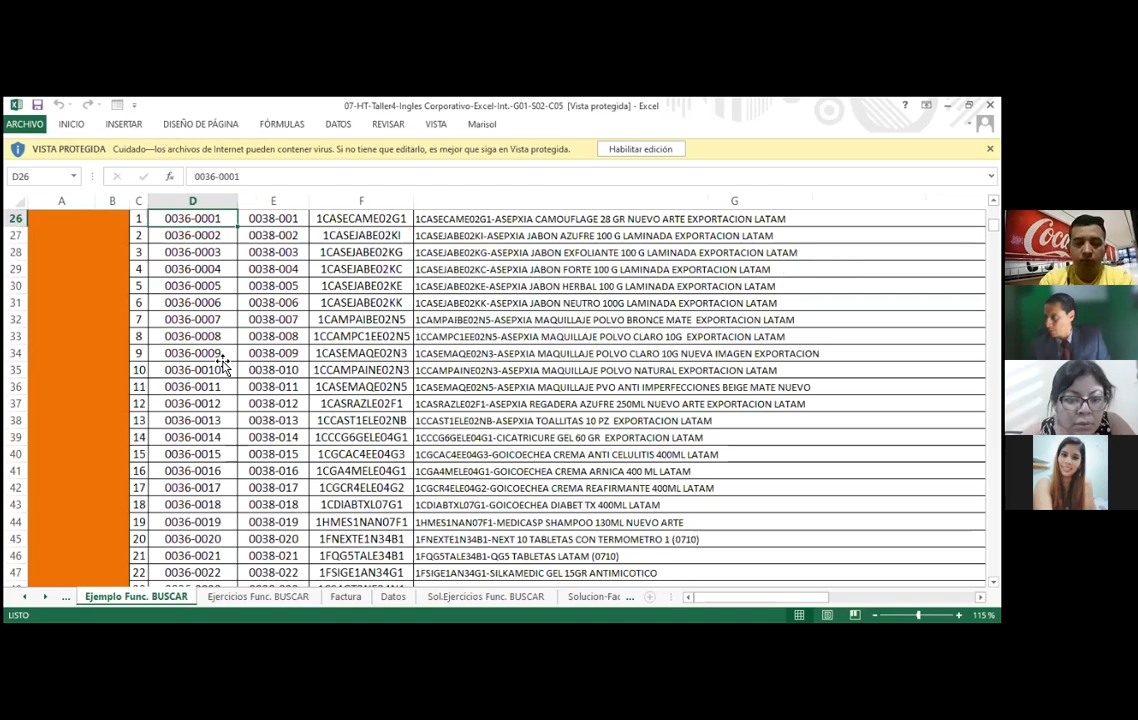 07-HT-Taller4-Ingles Corporativo-Excel-Int.-G01-S02-C05 [Vista protegida] - Excel
ARCHIVO INICIO INSERTAR DISEÑO DE PÁGINA FÓRMULAS DATOS REVISAR VISTA Marisol
VISTA PROTEGIDA Cuidado—los archivos de Internet pueden contener virus. Si no tiene que editarlo, es mejor que siga en Vista protegida. Habilitar edición
D26 fx 0036-0001
A B C D E F G
26 1 0036-0001 0038-001 1CASECAME02G1 1CASECAME02G1-ASEPXIA CAMOUFLAGE 28 GR NUEVO ARTE EXPORTACION LATAM
27 2 0036-0002 0038-002 1CASEJABE02KI 1CASEJABE02KI-ASEPXIA JABON AZUFRE 100 G LAMINADA EXPORTACION LATAM
28 3 0036-0003 0038-003 1CASEJABE02KG 1CASEJABE02KG-ASEPXIA JABON EXFOLIANTE 100 G LAMINADA EXPORTACION LATAM
29 4 0036-0004 0038-004 1CASEJABE02KC 1CASEJABE02KC-ASEPXIA JABON FORTE 100 G LAMINADA EXPORTACION LATAM
30 5 0036-0005 0038-005 1CASEJABE02KE 1CASEJABE02KE-ASEPXIA JABON HERBAL 100 G LAMINADA EXPORTACION LATAM
31 6 0036-0006 0038-006 1CASEJABE02KK 1CASEJABE02KK-ASEPXIA JABON NEUTRO 100G LAMINADA EXPORTACION LATAM
32 7 0036-0007 0038-007 1CAMPAIBE02N5 1CAMPAIBE02N5-ASEPXIA MAQUILLAJE POLVO BRONCE MATE EXPORTACION LATAM
33 8 0036-0008 0038-008 1CCAMPC1EE02N5 1CCAMPC1EE02N5-ASEPXIA MAQUILLAJE POLVO CLARO 10G EXPORTACION LATAM
34 9 0036-0009 0038-009 1CASEMAQE02N3 1CASEMAQE02N3-ASEPXIA MAQUILLAJE POLVO CLARO 10G NUEVA IMAGEN EXPORTACION
35 10 0036-0010 0038-010 1CCAMPAINE02N3 1CCAMPAINE02N3-ASEPXIA MAQUILLAJE POLVO NATURAL EXPORTACION LATAM
36 11 0036-0011 0038-011 1CASEMAQE02N5 1CASEMAQE02N5-ASEPXIA MAQUILLAJE PVO ANTI IMPERFECCIONES BEIGE MATE NUEVO
37 12 0036-0012 0038-012 1CASRAZLE02F1 1CASRAZLE02F1-ASEPXIA REGADERA AZUFRE 250ML NUEVO ARTE EXPORTACION LATAM
38 13 0036-0013 0038-013 1CCAST1ELE02NB 1CCAST1ELE02NB-ASEPXIA TOALLITAS 10 PZ EXPORTACION LATAM
39 14 0036-0014 0038-014 1CCCG6GELE04G1 1CCCG6GELE04G1-CICATRICURE GEL 60 GR EXPORTACION LATAM
40 15 0036-0015 0038-015 1CGCAC4EE04G3 1CGCAC4EE04G3-GOICOECHEA CREMA ANTI CELULITIS 400ML LATAM
41 16 0036-0016 0038-016 1CGA4MELE04G1 1CGA4MELE04G1-GOICOECHEA CREMA ARNICA 400 ML LATAM
42 17 0036-0017 0038-017 1CGCR4ELE04G2 1CGCR4ELE04G2-GOICOECHEA CREMA REAFIRMANTE 400ML LATAM
43 18 0036-0018 0038-018 1CDIABTXL07G1 1CDIABTXL07G1-GOICOECHEA DIABET TX 400ML LATAM
44 19 0036-0019 0038-019 1HMES1NAN07F1 1HMES1NAN07F1-MEDICASP SHAMPOO 130ML NUEVO ARTE
45 20 0036-0020 0038-020 1FNEXTE1N34B1 1FNEXTE1N34B1-NEXT 10 TABLETAS CON TERMOMETRO 1 (0710)
46 21 0036-0021 0038-021 1FQG5TALE34B1 1FQG5TALE34B1-QG5 TABLETAS LATAM (0710)
47 22 0036-0022 0038-022 1FSIGE1AN34G1 1FSIGE1AN34G1-SILKAMEDIC GEL 15GR ANTIMICOTICO
... Ejemplo Func. BUSCAR Ejercicios Func. BUSCAR Factura Datos Sol.Ejercicios Func. BUSCAR Solucion-Fac ...
LISTO 115 %